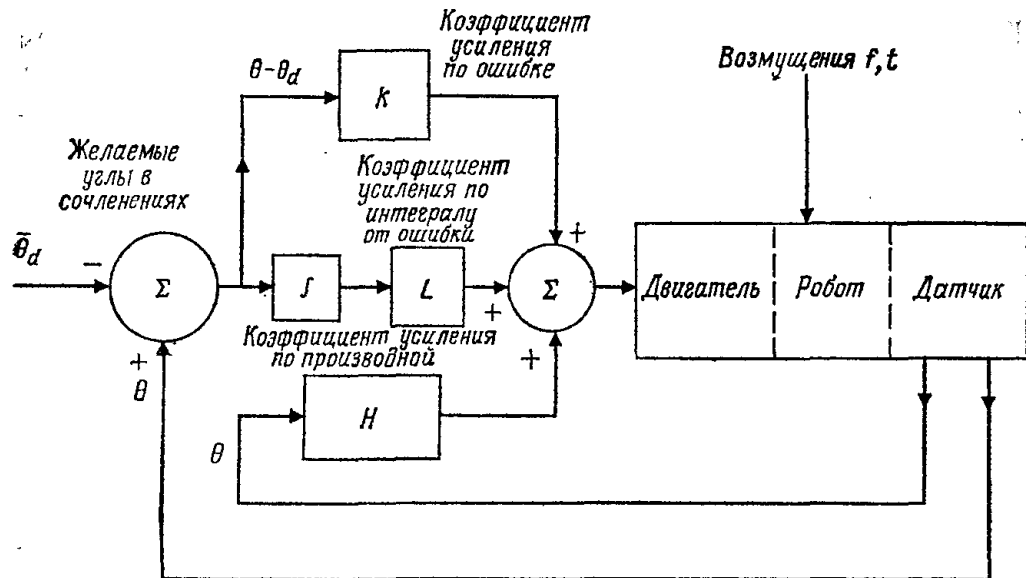 Коэффициент
усиления
по ошибке
θ-θd
K
Возмущения f,t
Желаемые
углы в
сочленениях
Коэффициент
усиления по
интегралу
от ошибки
+
θ̄d
−
Σ
∫
L
+
Σ
Двигатель
Робот
Датчик
Коэффициент усиления
по производной
+
+
θ
H
θ